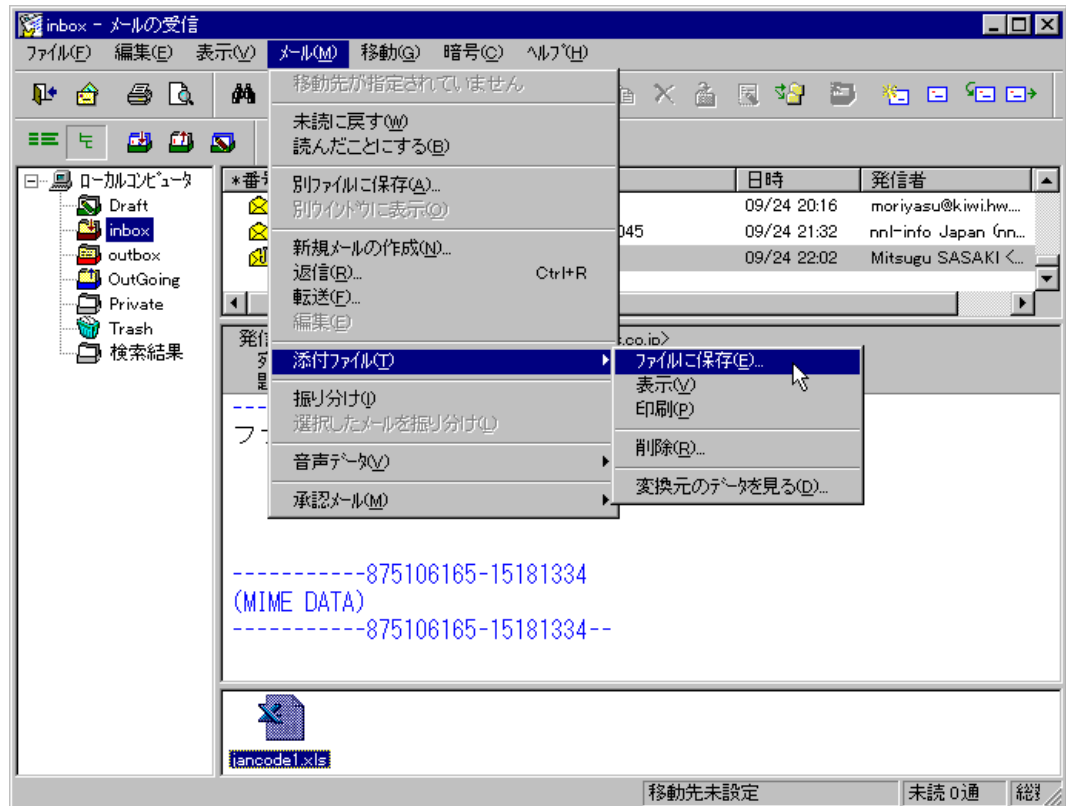 inbox - メールの受信
ファイル(F) 編集(E) 表示(V) メール(M) 移動(G) 暗号(C) ヘルプ(H)
移動先が指定されていません
未読に戻す(W)
読んだことにする(B)
別ファイルに保存(A)...
別ウインドウに表示(O)
新規メールの作成(N)...
返信(R)... Ctrl+R
転送(F)...
編集(E)
添付ファイル(T)
振り分け(I)
選択したメールを振り分け(L)
音声データ(V)
承認メール(M)
ファイルに保存(E)...
表示(V)
印刷(P)
削除(R)...
変換元のデータを見る(D)...
ローカルコンピュータ
Draft
inbox
outbox
OutGoing
Private
Trash
検索結果
*番 日時 発信者
09/24 20:16 moriyasu@kiwi.hw....
045 09/24 21:32 nnl-info Japan (nn...
09/24 22:02 Mitsugu SASAKI <...
発信
.co.jp>
フ
-----------875106165-15181334
(MIME DATA)
-----------875106165-15181334--
jancode1.xls
移動先未設定 未読 0通